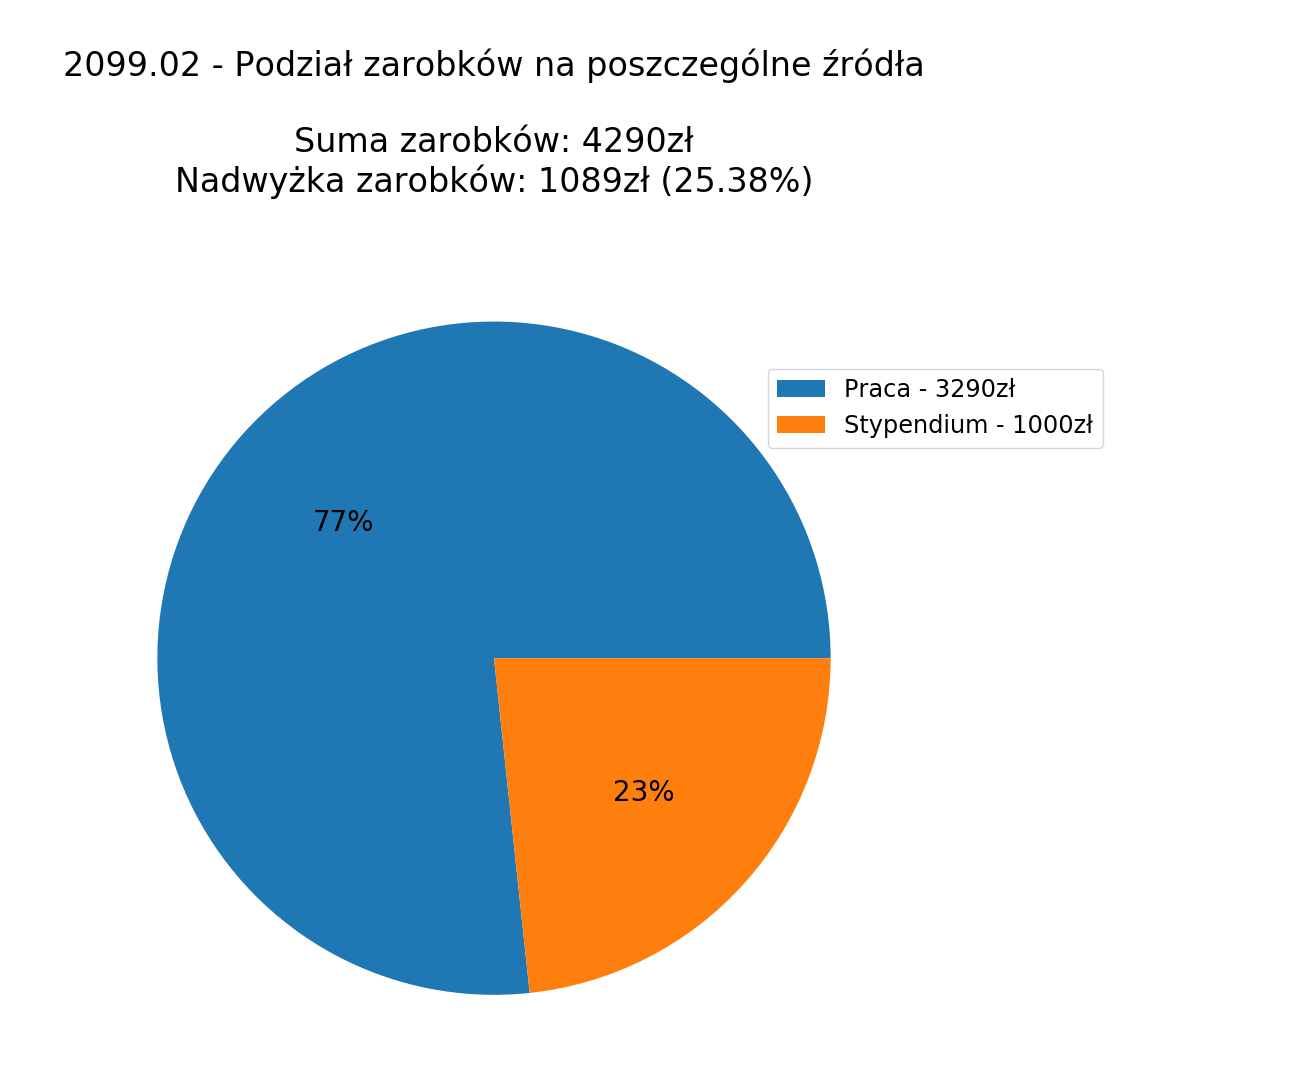 2099.02 - Podział zarobków na poszczególne źródła
Suma zarobków: 4290zł
Nadwyżka zarobków: 1089zł (25.38%)
Praca - 3290zł
Stypendium - 1000zł
77%
23%